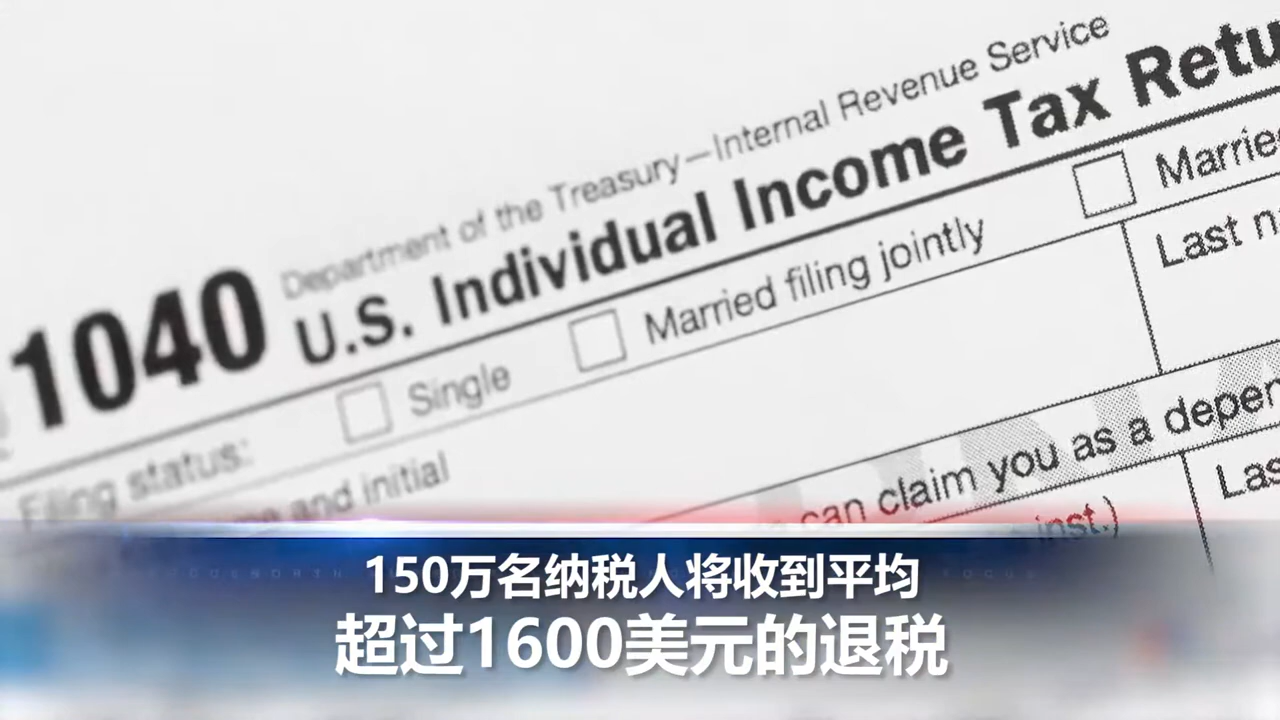 Department of the Treasury—Internal Revenue Service
1040 U.S. Individual Income Tax Retu
Filing status:
Single
Married filing jointly
Marrie
and initial
Last n
can claim you as a depen
Las
inst.)
150万名纳税人将收到平均
超过1600美元的退税